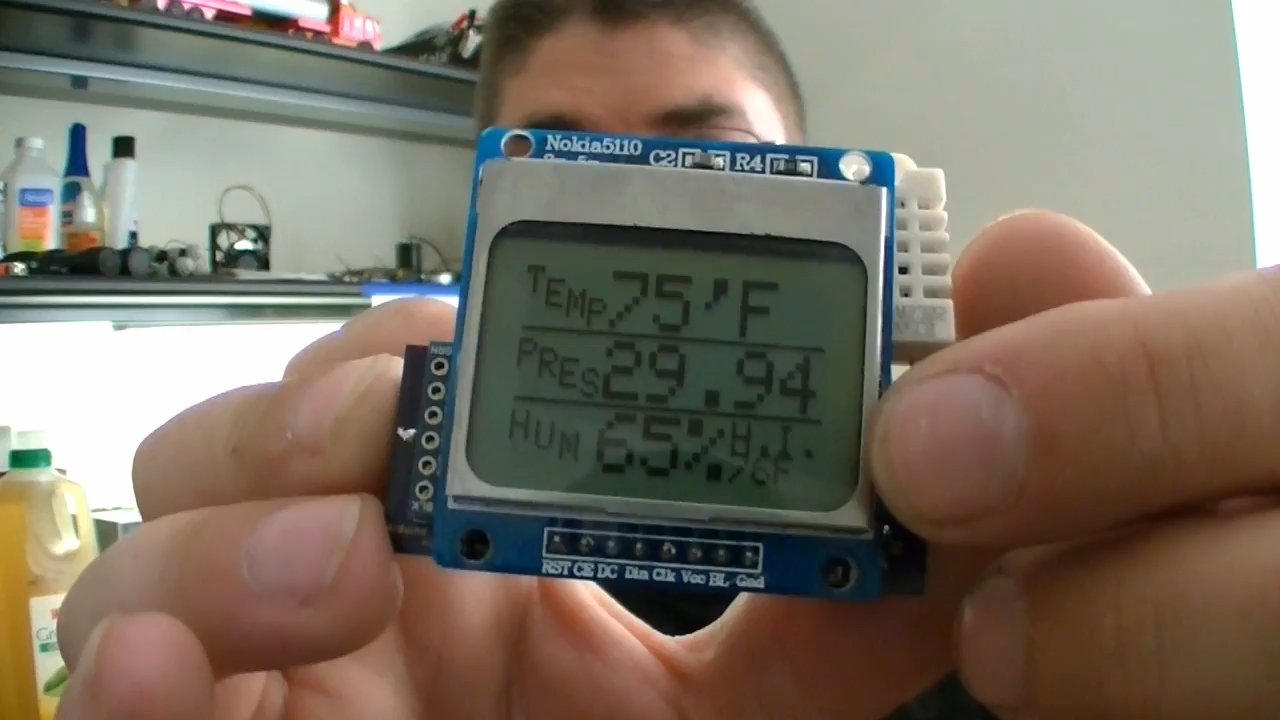 Nokia5110
C2 R4
TEMP 75'F
PRES 29.94
HUM 65% H.I.
RST CE DC Din Clk Vcc BL Gnd